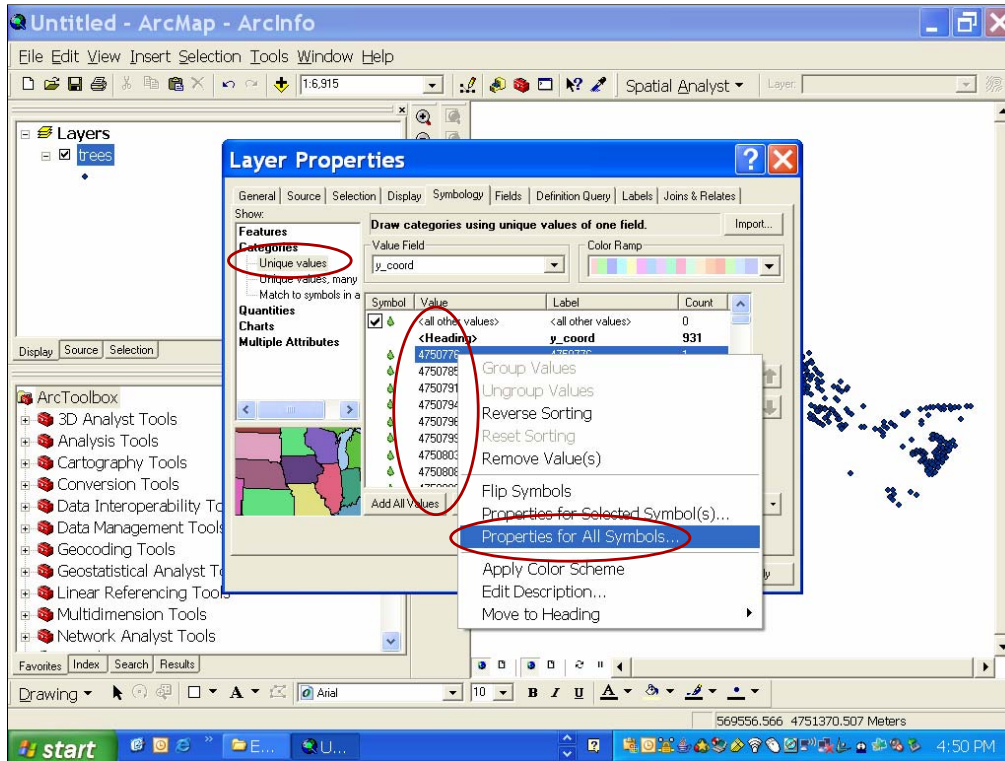 Untitled - ArcMap - ArcInfo
File Edit View Insert Selection Tools Window Help
1:6,915 Spatial Analyst Layer:
Layers
trees
Display Source Selection
ArcToolbox
3D Analyst Tools
Analysis Tools
Cartography Tools
Conversion Tools
Data Interoperability To
Data Management Tools
Geocoding Tools
Geostatistical Analyst To
Linear Referencing Tools
Multidimension Tools
Network Analyst Tools
Favorites Index Search Results
Layer Properties
General Source Selection Display Symbology Fields Definition Query Labels Joins & Relates
Show:
Features
Categories
Unique values
Unique values, many
Match to symbols in a
Quantities
Charts
Multiple Attributes
Draw categories using unique values of one field.
Import...
Value Field
y_coord
Color Ramp
Symbol Value Label Count
<all other values> <all other values> 0
<Heading> y_coord 931
4750776 4750776 1
4750785
4750791
4750794
4750796
4750799
4750803
4750808
Add All Values
Group Values
Ungroup Values
Reverse Sorting
Reset Sorting
Remove Value(s)
Flip Symbols
Properties for Selected Symbol(s)...
Properties for All Symbols...
Apply Color Scheme
Edit Description...
Move to Heading
Drawing A Arial 10 B I U A
569556.566 4751370.507 Meters
start E... U... 4:50 PM